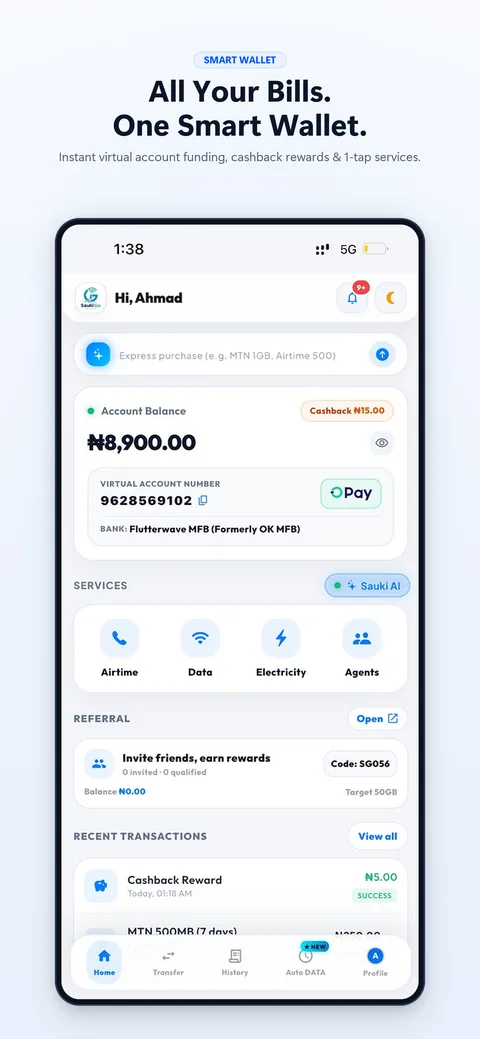 SMART WALLET
All Your Bills.
One Smart Wallet.
Instant virtual account funding, cashback rewards & 1-tap services.
1:38
5G
Hi, Ahmad
9+
Express purchase (e.g. MTN 1GB, Airtime 500)
Account Balance
Cashback ₦15.00
₦8,900.00
VIRTUAL ACCOUNT NUMBER
9628569102
OPay
BANK: Flutterwave MFB (Formerly OK MFB)
SERVICES
Sauki AI
Airtime
Data
Electricity
Agents
REFERRAL
Open
Invite friends, earn rewards
0 invited · 0 qualified
Code: SG056
Balance ₦0.00
Target 50GB
RECENT TRANSACTIONS
View all
Cashback Reward
Today, 01:18 AM
₦5.00
SUCCESS
MTN 500MB (7 days)
NEW
Home
Transfer
History
Auto DATA
A
Profile